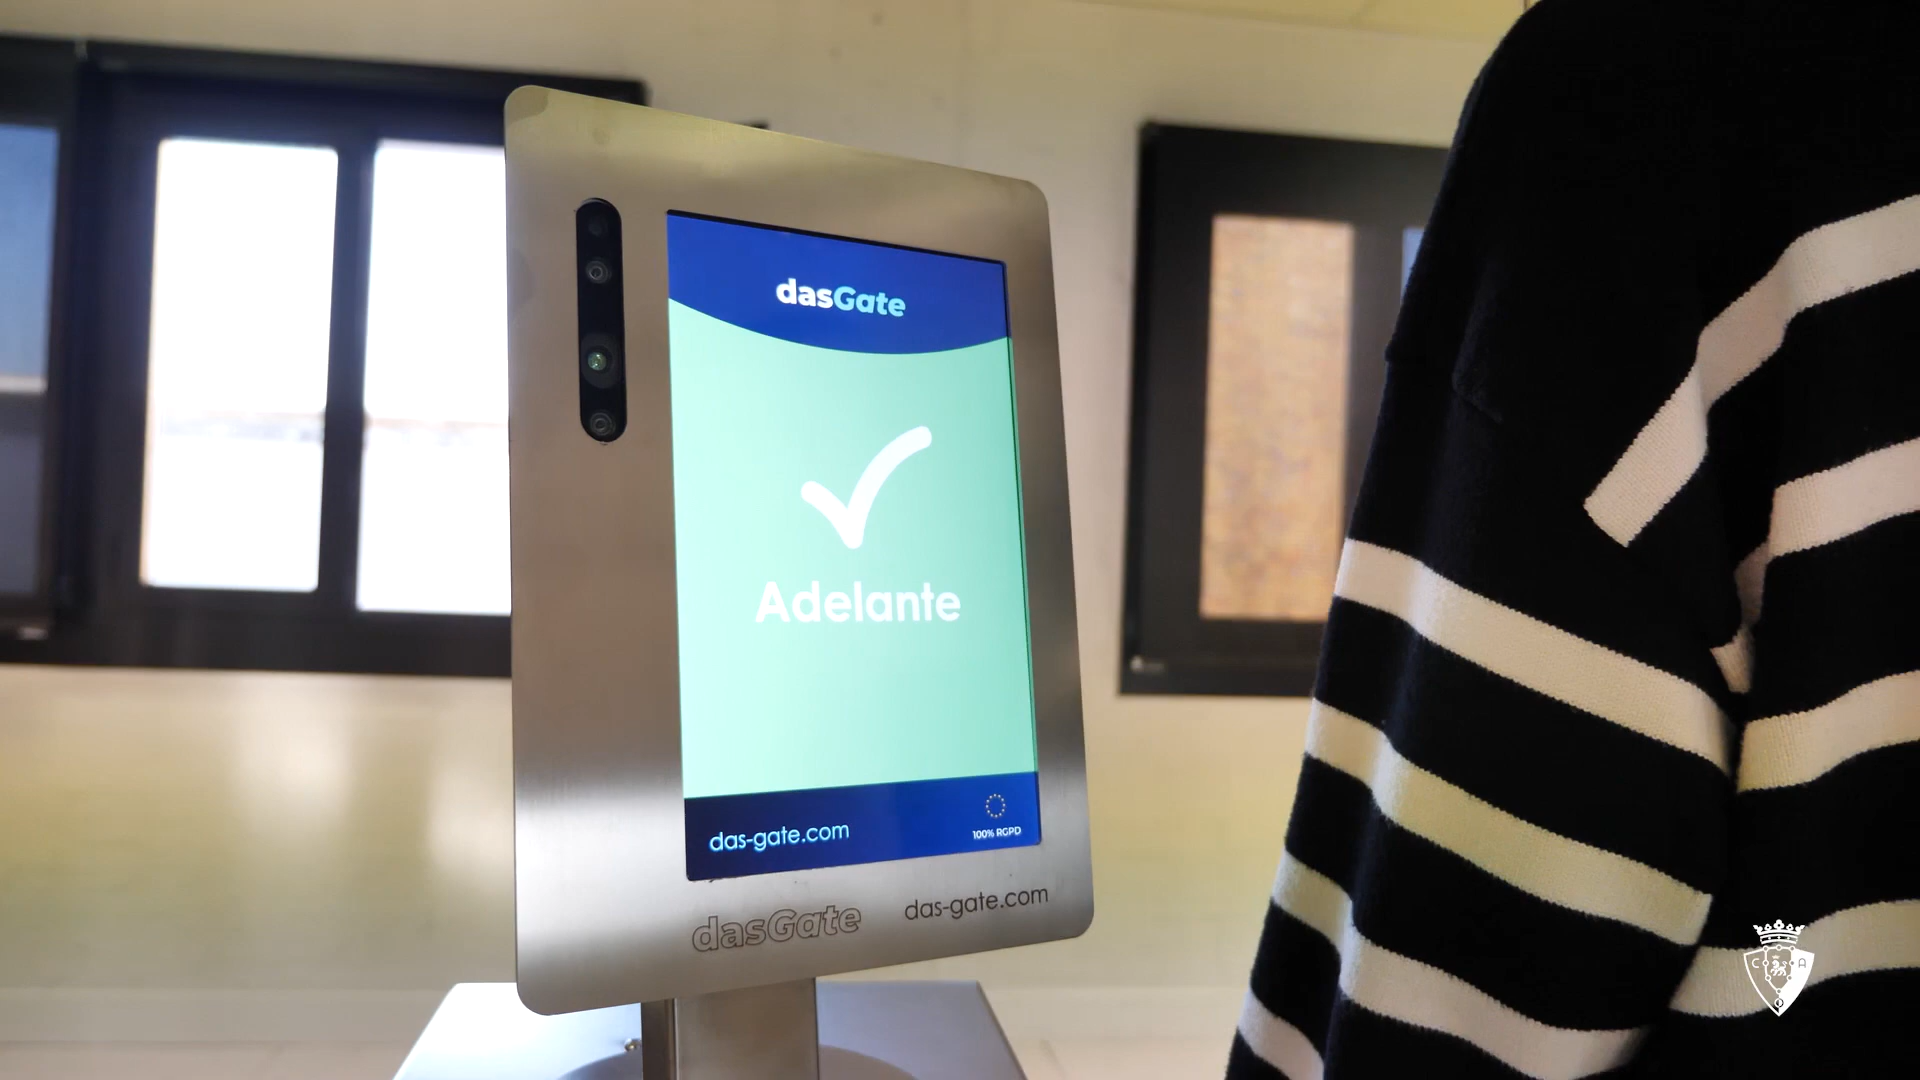 dasGate
Adelante
das-gate.com
100% RGPD
dasGate
das-gate.com
C A